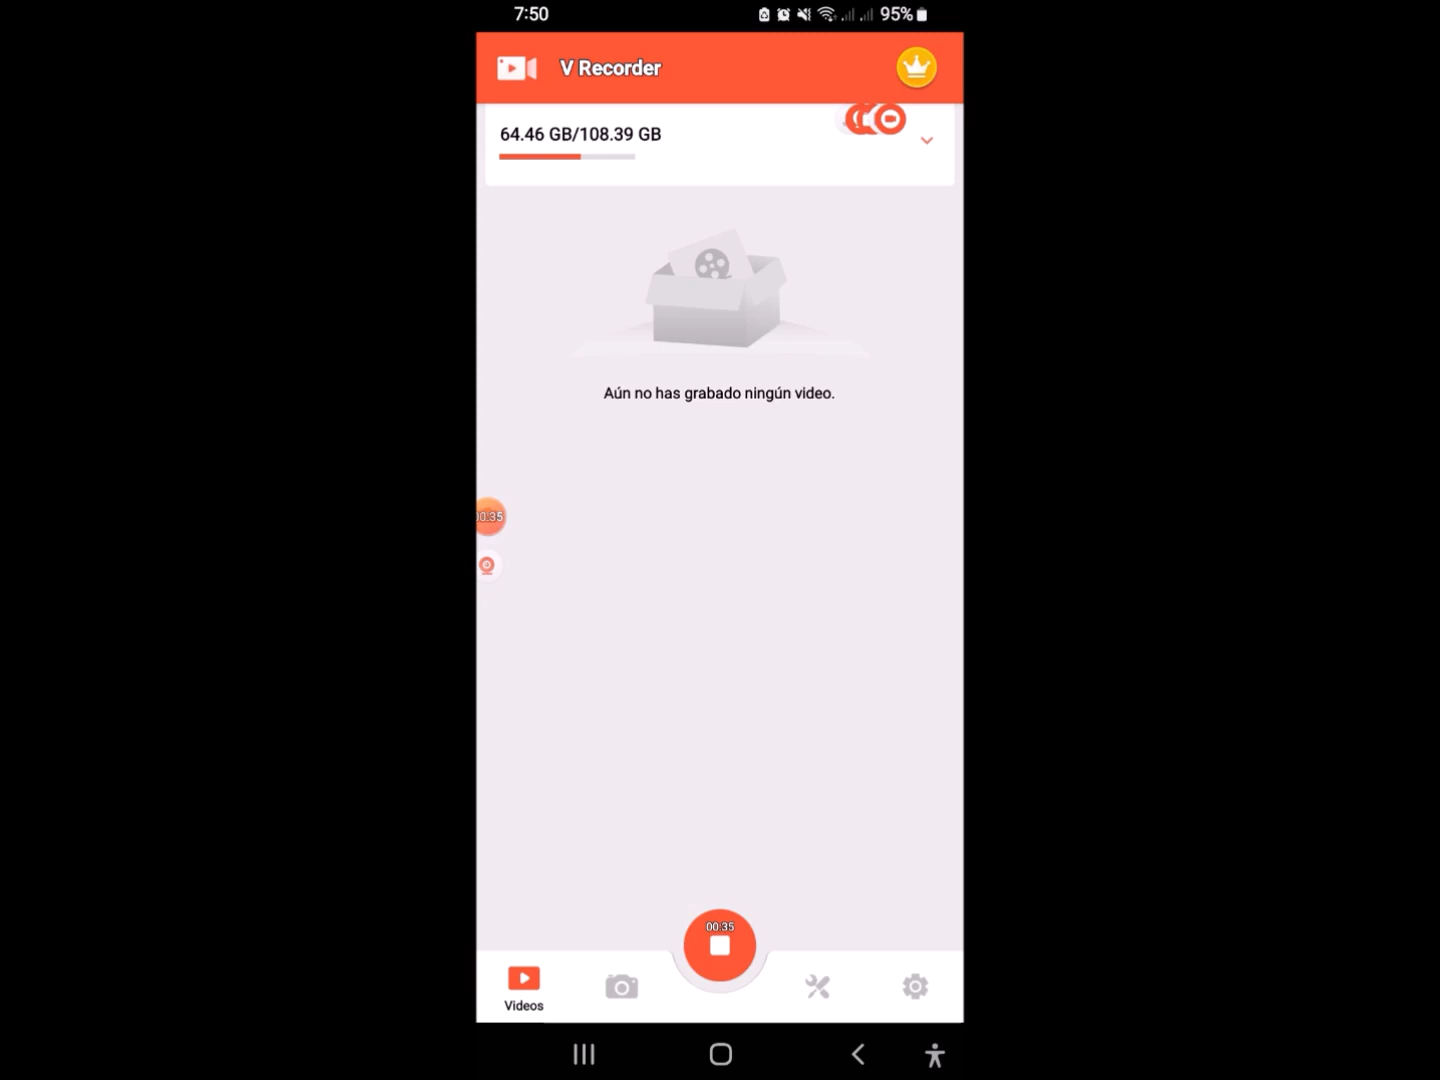 7:50
95%
V Recorder
64.46 GB/108.39 GB
Aún no has grabado ningún video.
00:35
00:35
Videos